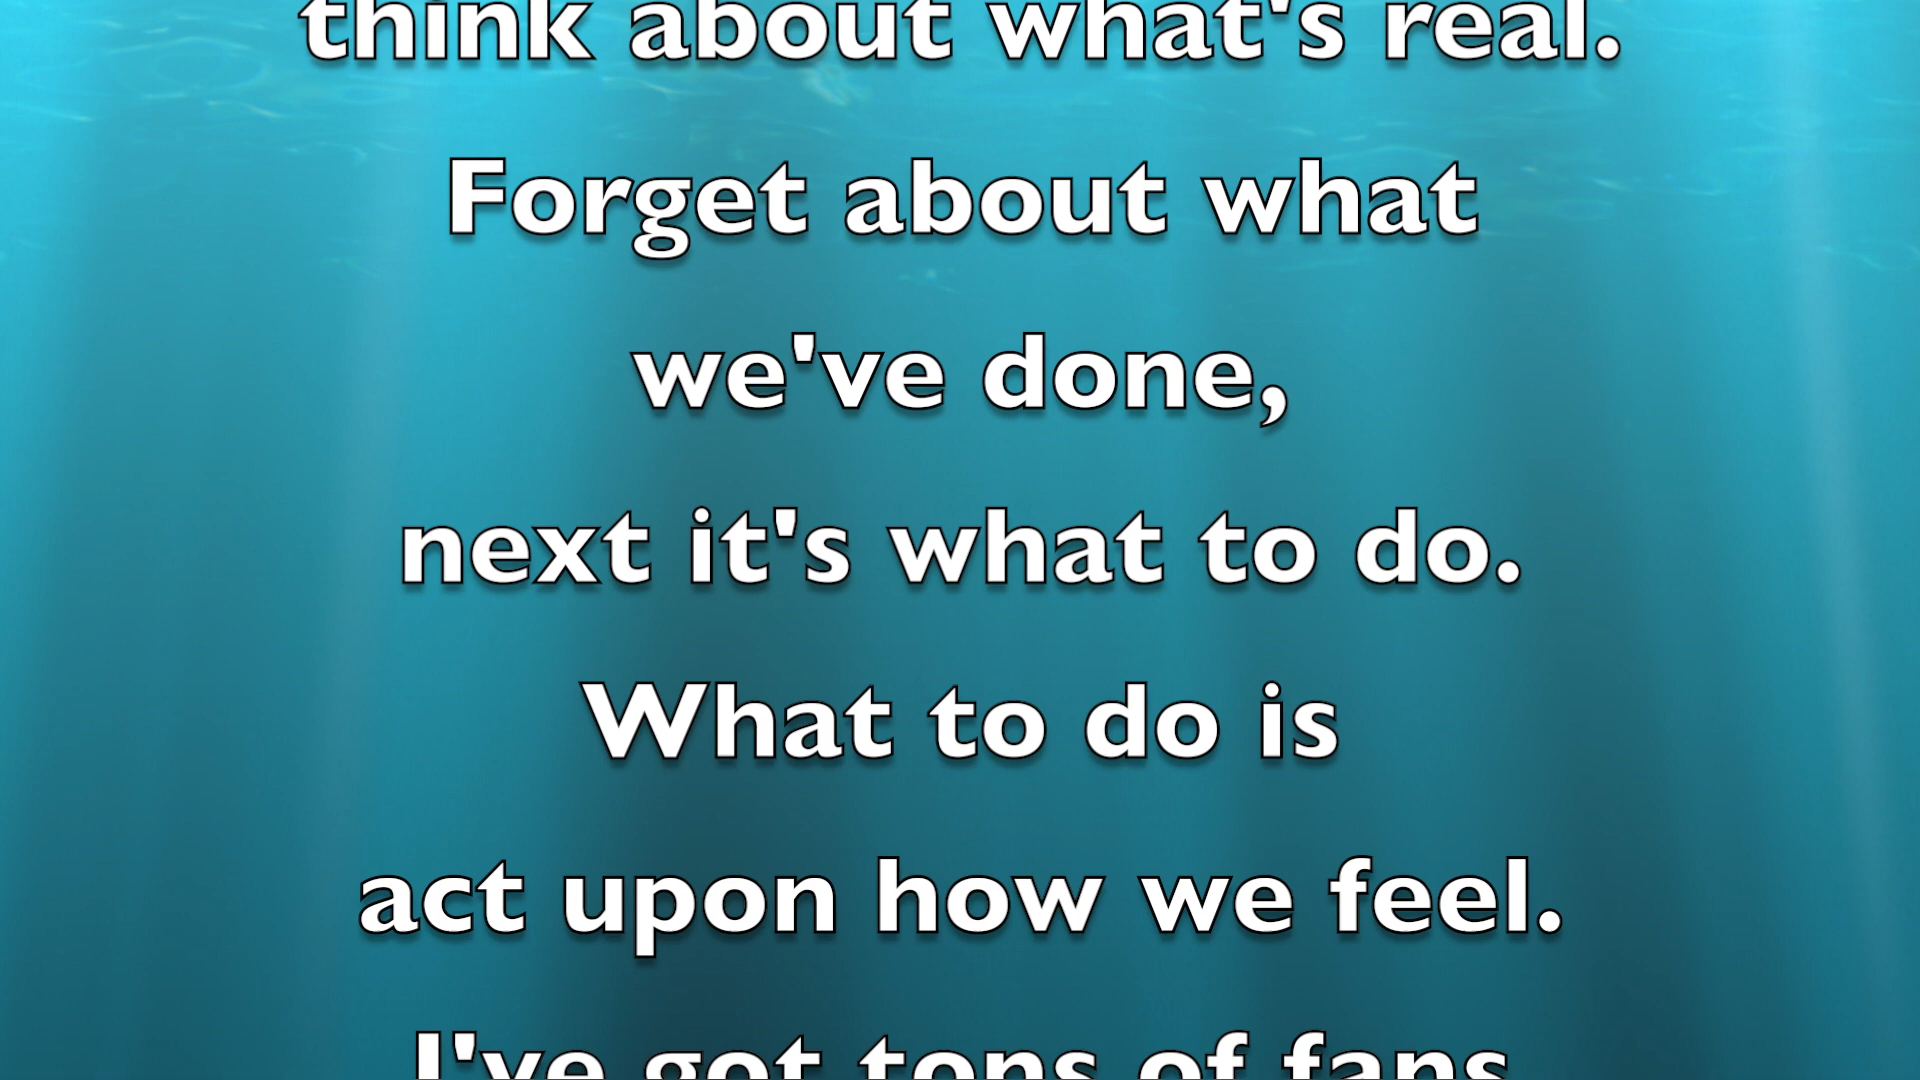 think about what's real.
Forget about what
we've done,
next it's what to do.
What to do is
act upon how we feel.
I've got tons of fans